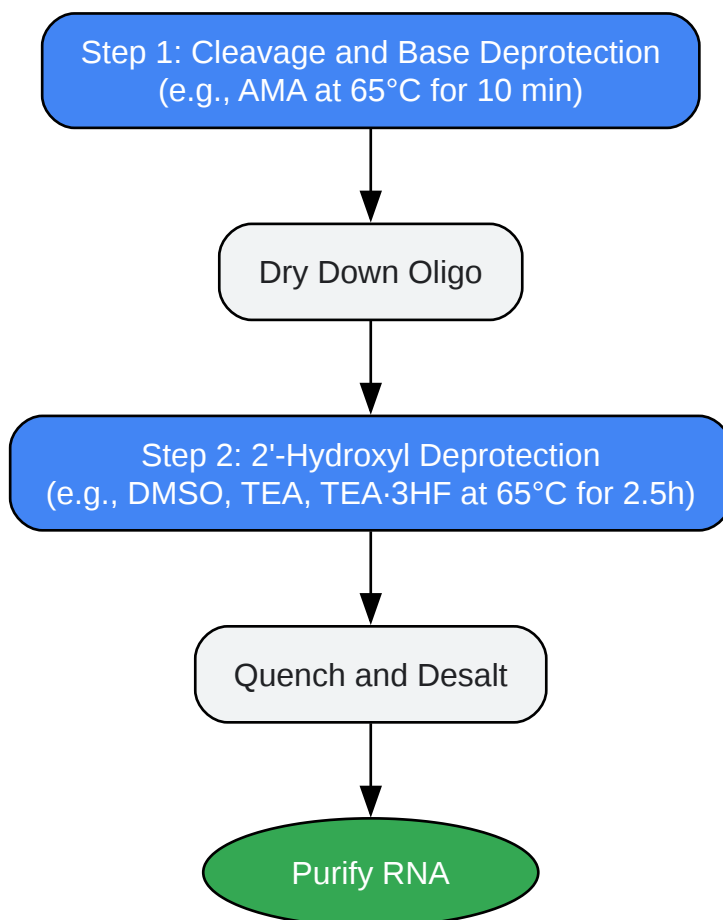 Step 1: Cleavage and Base Deprotection
(e.g., AMA at 65°C for 10 min)
Dry Down Oligo
Step 2: 2'-Hydroxyl Deprotection
(e.g., DMSO, TEA, TEA·3HF at 65°C for 2.5h)
Quench and Desalt
Purify RNA